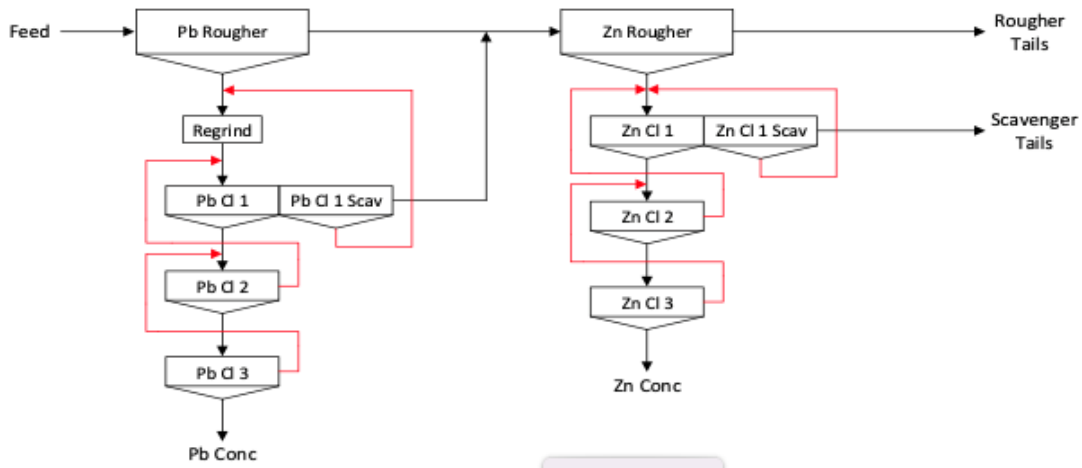 Feed
Pb Rougher
Zn Rougher
Rougher
Tails
Regrind
Zn Cl 1
Zn Cl 1 Scav
Scavenger
Tails
Pb Cl 1
Pb Cl 1 Scav
Zn Cl 2
Pb Cl 2
Zn Cl 3
Pb Cl 3
Zn Conc
Pb Conc